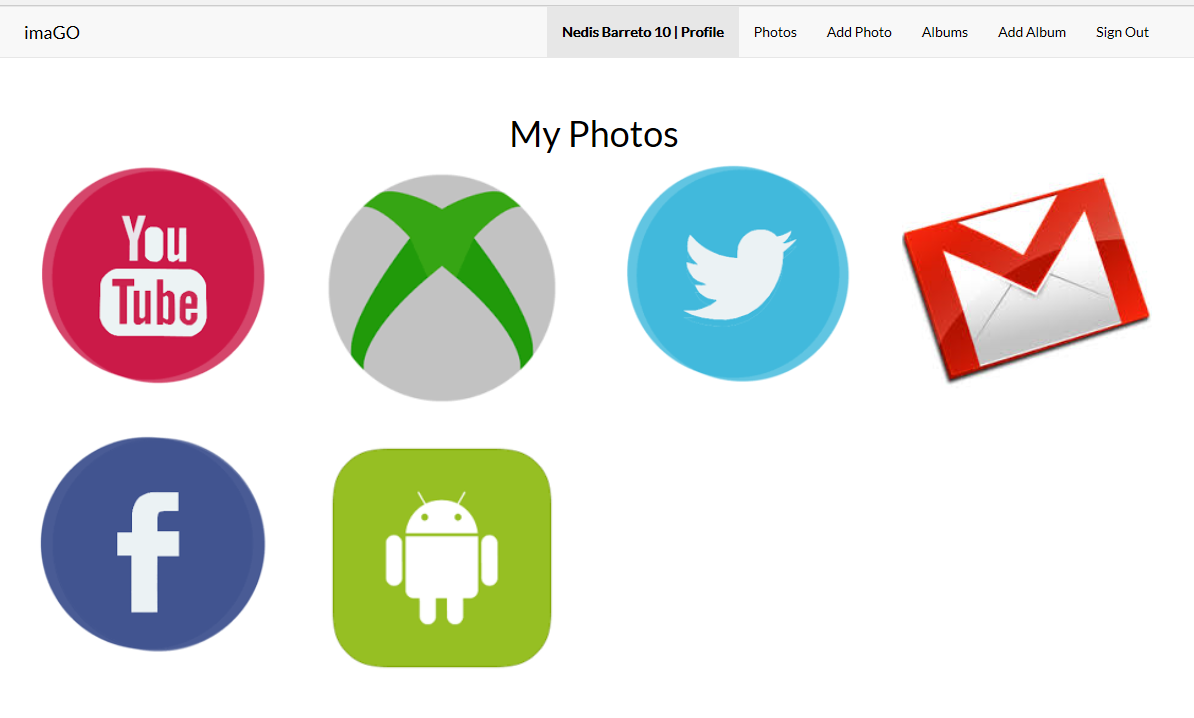 imaGO
Nedis Barreto 10 | Profile
Photos
Add Photo
Albums
Add Album
Sign Out
My Photos
You
Tube
f